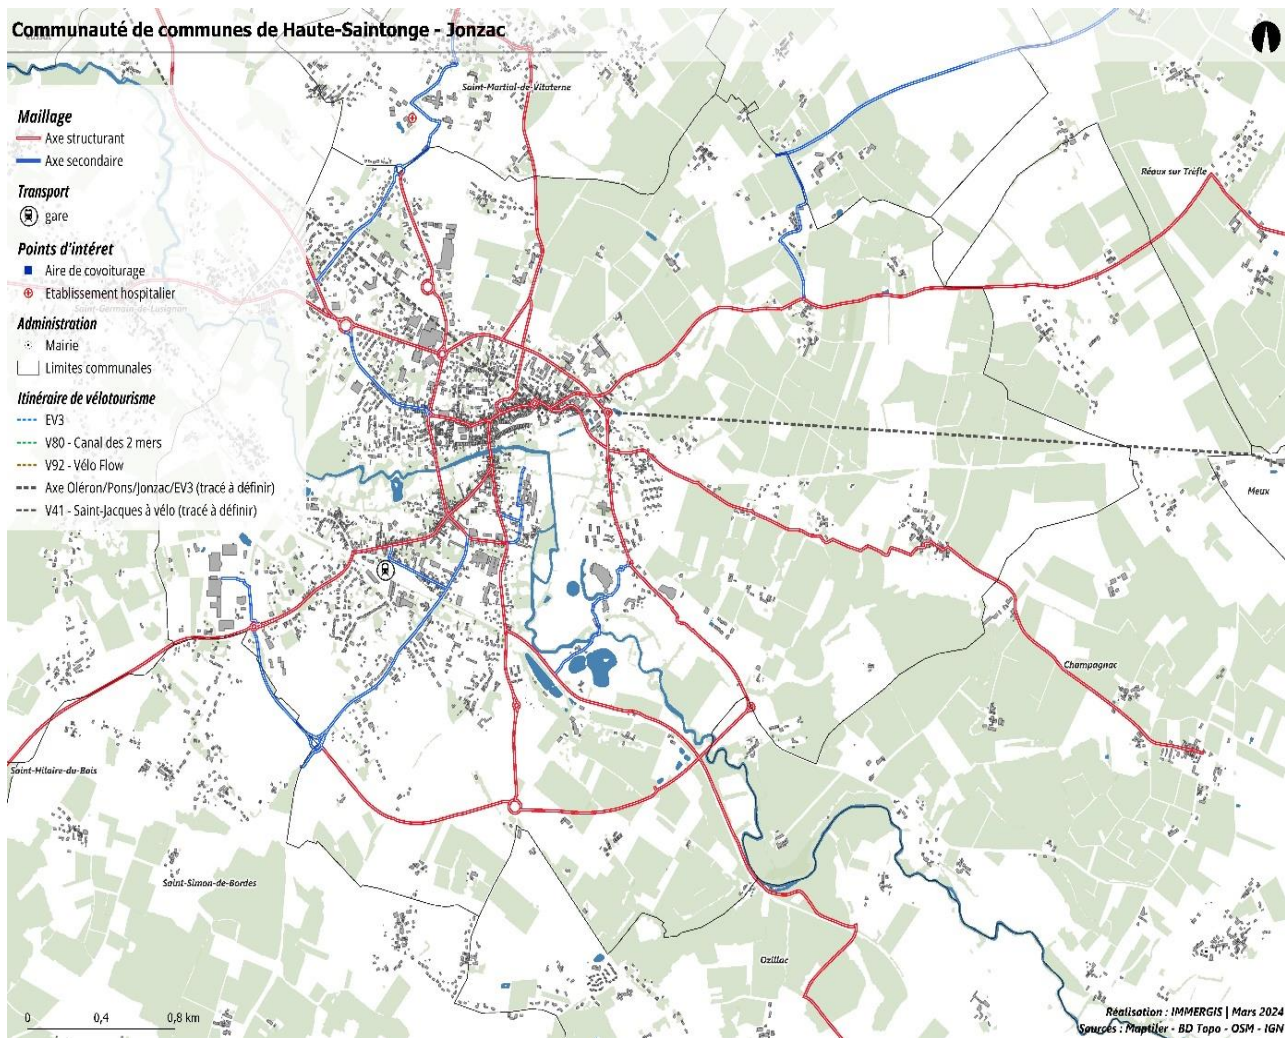 Communauté de communes de Haute-Saintonge - Jonzac
Saint-Martial-de-Vitaterne
Maillage
Axe structurant
Axe secondaire
Transport
gare
Réaux sur Trèfle
Points d'intéret
Aire de covoiturage
Etablissement hospitalier
Saint-Germain-de-Lusignan
Administration
Mairie
Limites communales
Itinéraire de vélotourisme
EV3
V80 - Canal des 2 mers
V92 - Vélo Flow
Axe Oléron/Pons/Jonzac/EV3 (tracé à définir)
V41 - Saint-Jacques à vélo (tracé à définir)
Meux
Champagnac
Saint-Hilaire-du-Bois
Saint-Simon-de-Bordes
Ozillac
0 0,4 0,8 km
Réalisation : IMMERGIS | Mars 2024
Sources : Maptiler - BD Topo - OSM - IGN